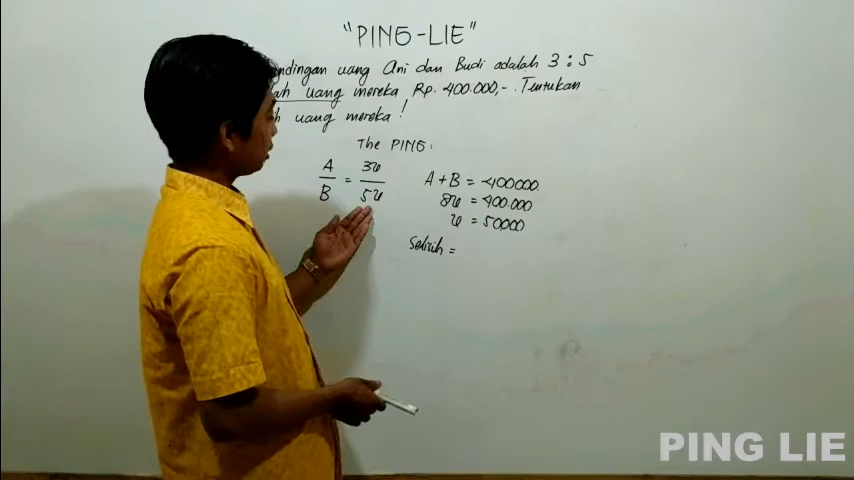 "PING-LIE"
ndingan uang Ani dan Budi adalah 3 : 5
ah uang mereka Rp. 400.000,- . Tentukan
h uang mereka !
The PING :
A/B = 3u/5u
A + B = 400000
8u = 400.000
u = 50000
Selisih =
PING LIE